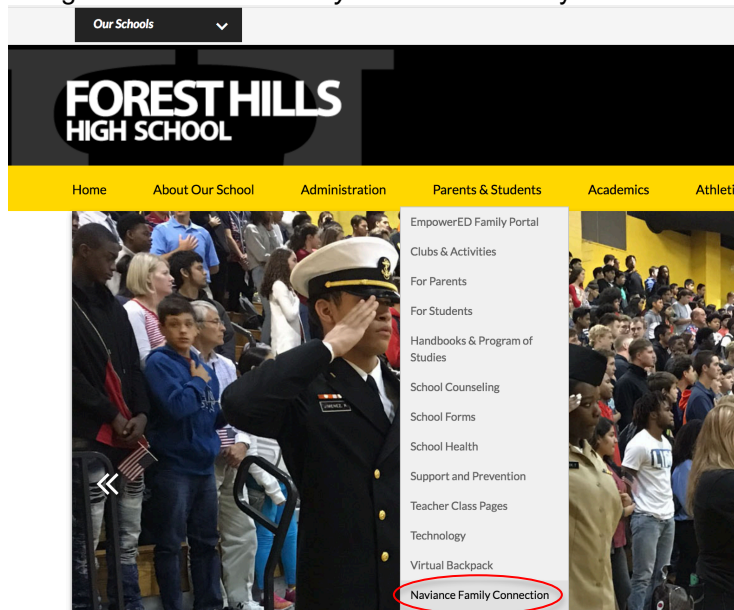 Our Schools
FOREST HILLS
HIGH SCHOOL
Home About Our School Administration Parents & Students Academics
EmpowerED Family Portal
Clubs & Activities
For Parents
For Students
Handbooks & Program of
Studies
School Counseling
School Forms
School Health
Support and Prevention
Teacher Class Pages
Technology
Virtual Backpack
Naviance Family Connection